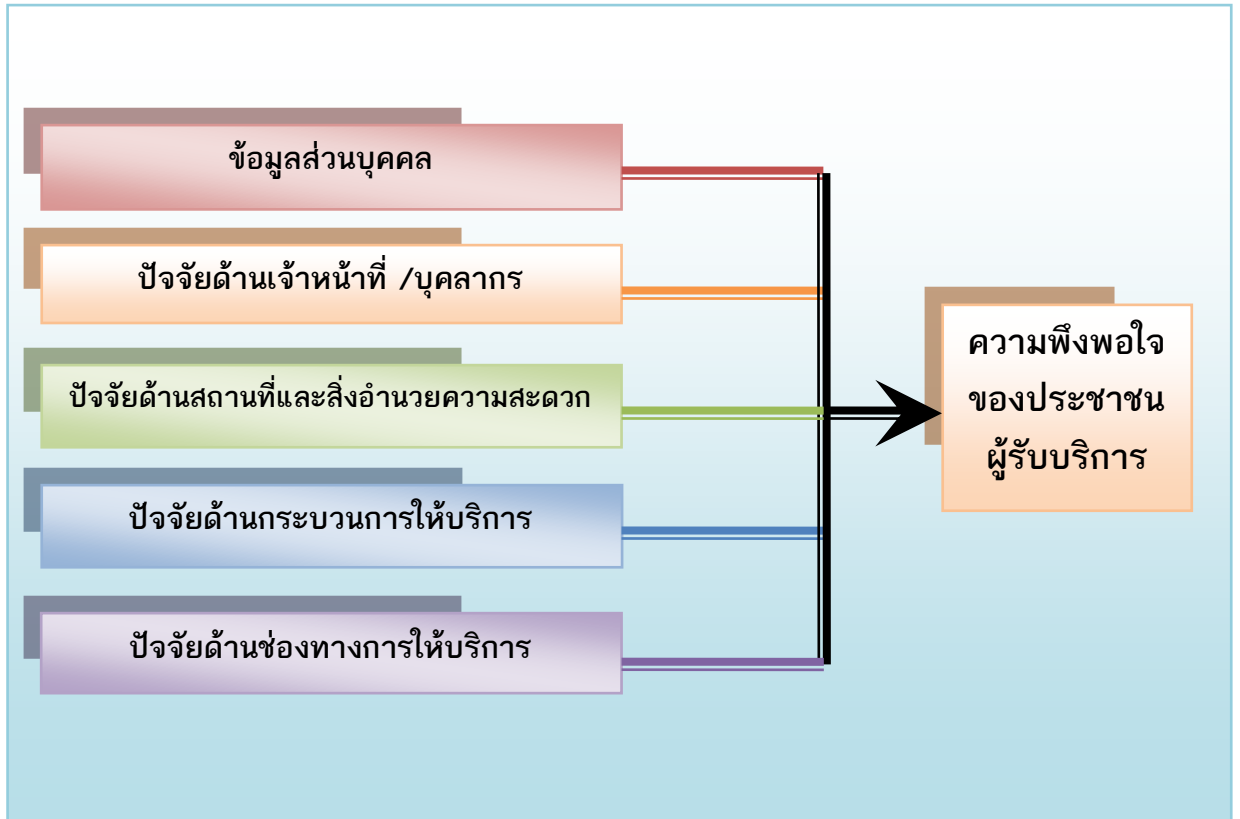 ข้อมูลส่วนบุคคล
ปัจจัยด้านเจ้าหน้าที่ /บุคลากร
ปัจจัยด้านสถานที่และสิ่งอำนวยความสะดวก
ปัจจัยด้านกระบวนการให้บริการ
ปัจจัยด้านช่องทางการให้บริการ
ความพึงพอใจ
ของประชาชน
ผู้รับบริการ